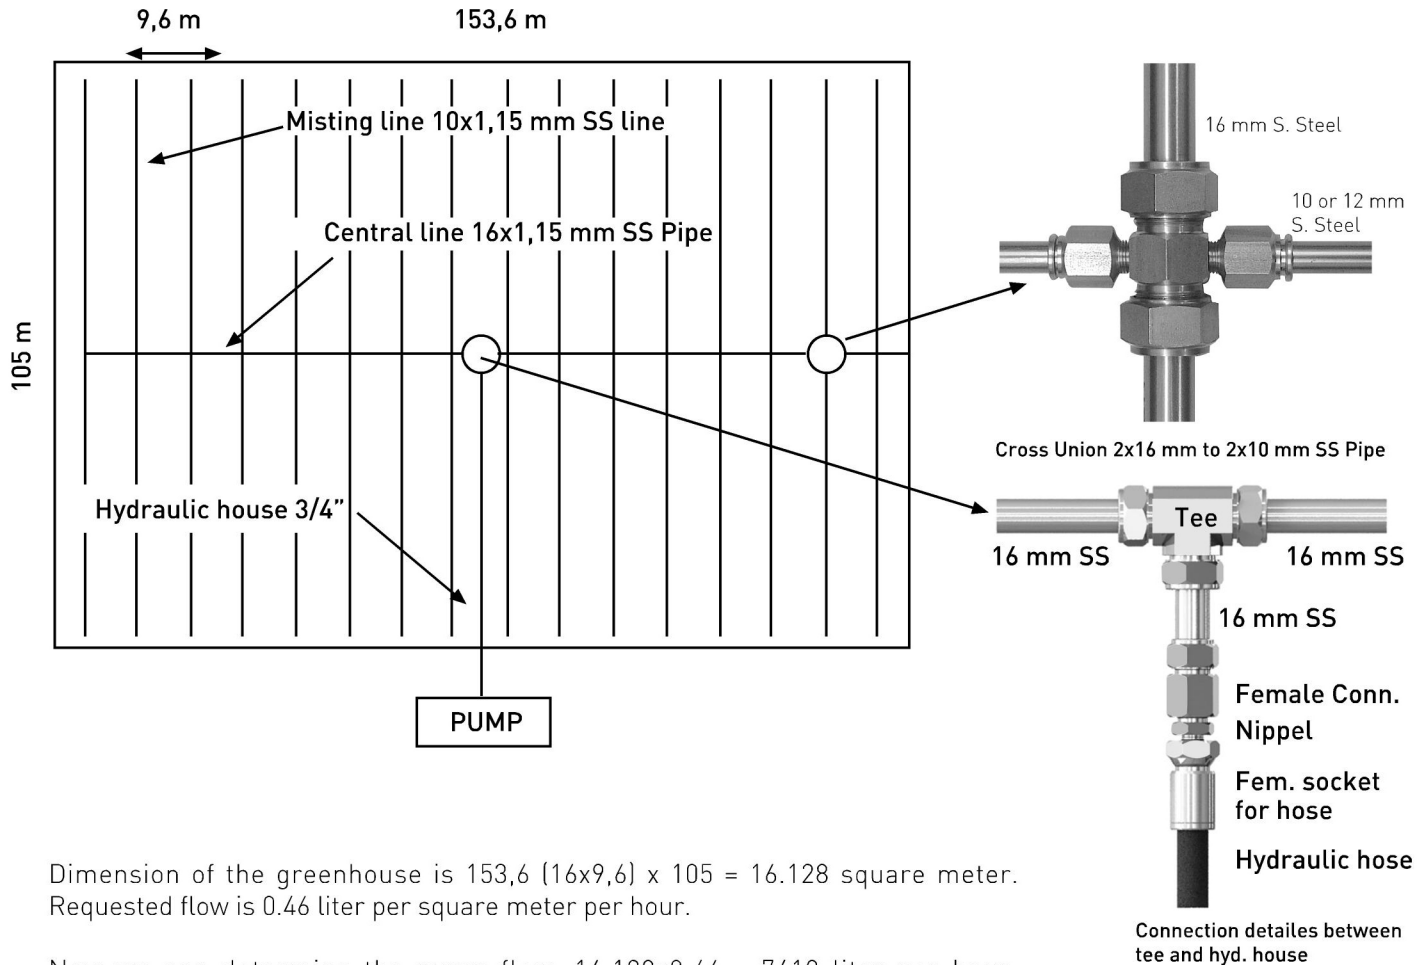 9,6 m
153,6 m
Misting line 10x1,15 mm SS line
Central line 16x1,15 mm SS Pipe
105 m
Hydraulic house 3/4”
PUMP
16 mm S. Steel
10 or 12 mm
S. Steel
Cross Union 2x16 mm to 2x10 mm SS Pipe
Tee
16 mm SS
16 mm SS
16 mm SS
Female Conn.
Nippel
Fem. socket
for hose
Hydraulic hose
Connection detailes between
tee and hyd. house
Dimension of the greenhouse is 153,6 (16x9,6) x 105 = 16.128 square meter.
Requested flow is 0.46 liter per square meter per hour.